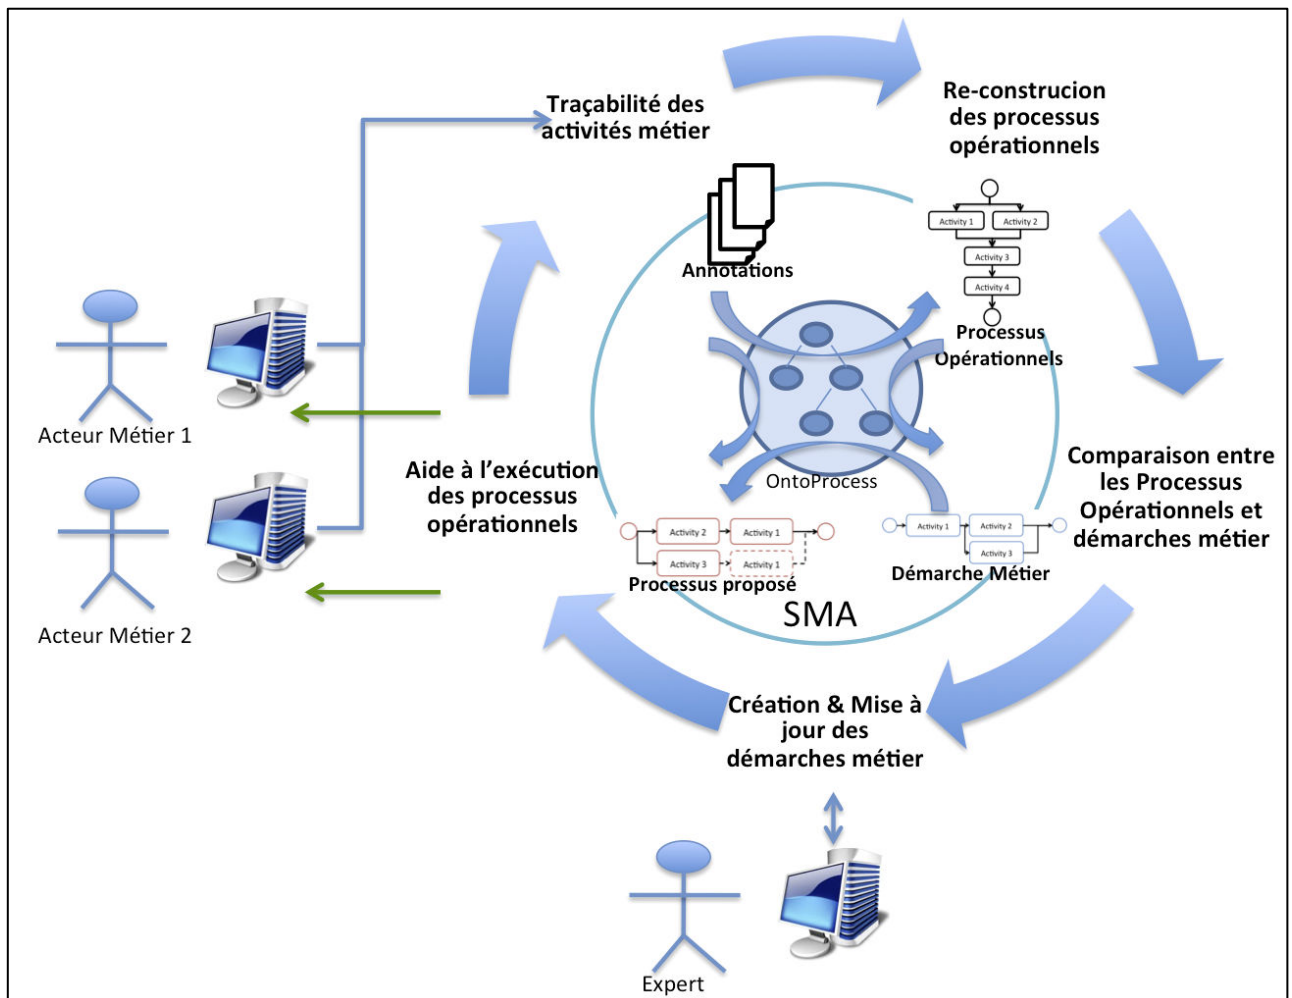 Traçabilité des
activités métier
Re-construcion
des processus
opérationnels
Activity 1
Activity 2
Activity 3
Activity 4
Processus
Opérationnels
Annotations
Acteur Métier 1
Acteur Métier 2
Aide à l’exécution
des processus
opérationnels
OntoProcess
Comparaison entre
les Processus
Opérationnels et
démarches métier
Activity 2
Activity 1
Activity 3
Activity 1
Processus proposé
Activity 1
Activity 2
Activity 3
Démarche Métier
SMA
Création & Mise à
jour des
démarches métier
Expert